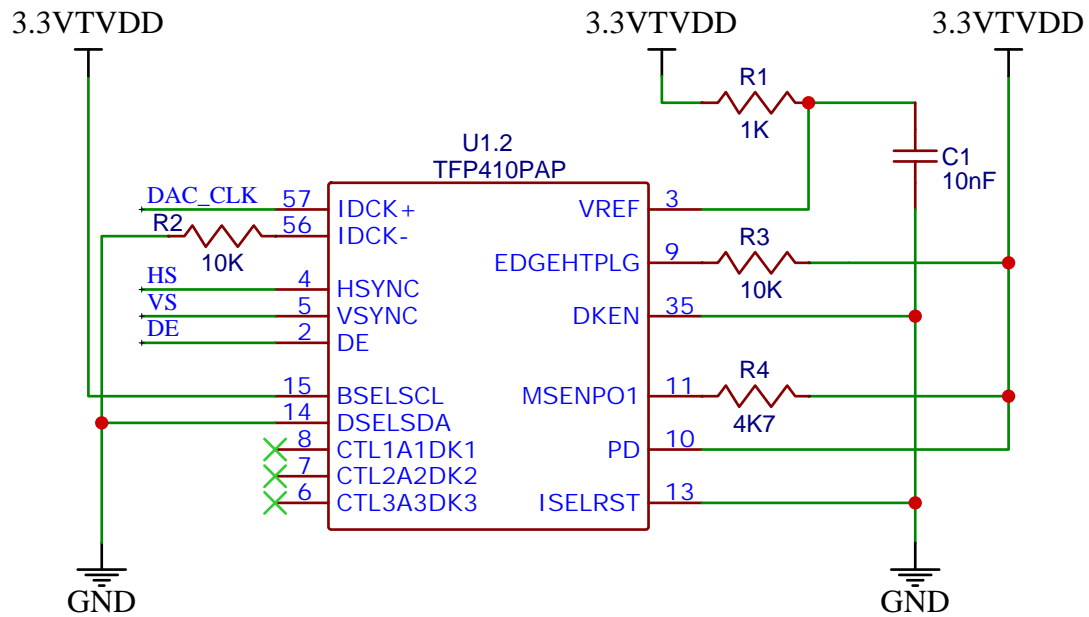 3.3VTVDD
3.3VTVDD
3.3VTVDD
R1
1K
C1
10nF
U1.2
TFP410PAP
DAC_CLK
57
IDCK+
R2
10K
56
IDCK-
HS
4
HSYNC
VS
5
VSYNC
DE
2
DE
15
BSELSCL
14
DSELSDA
8
CTL1A1DK1
7
CTL2A2DK2
6
CTL3A3DK3
VREF
3
EDGEHTPLG
9
R3
10K
DKEN
35
MSENPO1
11
R4
4K7
PD
10
ISELRST
13
GND
GND